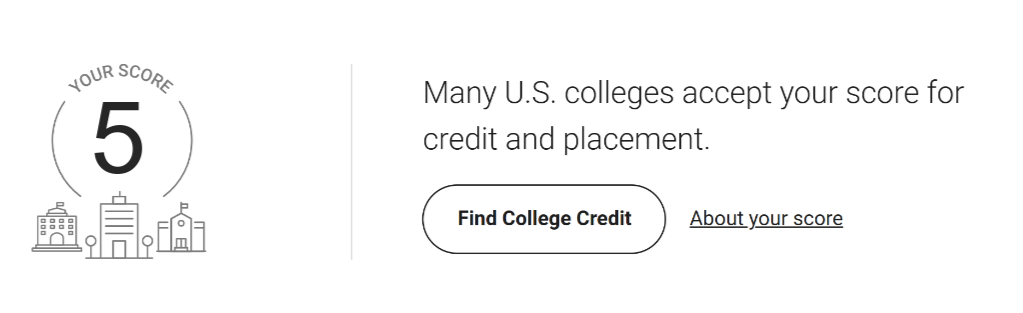 YOUR SCORE
5
Many U.S. colleges accept your score for
credit and placement.
Find College Credit
About your score